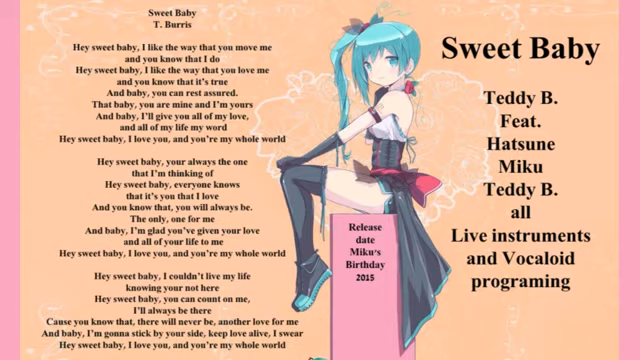 Sweet Baby
T. Burris
Hey sweet baby, I like the way that you move me
and you know that I do
Hey sweet baby, I like the way that you love me
and you know that it's true
And baby, you can rest assured.
That baby, you are mine and I'm yours
And baby, I'll give you all of my love,
and all of my life my word
Hey sweet baby, I love you, and you're my whole world
Hey sweet baby, your always the one
that I'm thinking of
Hey sweet baby, everyone knows
that it's you that I love
And you know that, you will always be.
The only, one for me
And baby, I'm glad you've given your love
and all of your life to me
Hey sweet baby, I love you, and you're my whole world
Hey sweet baby, I couldn't live my life
knowing your not here
Hey sweet baby, you can count on me,
I'll always be there
Cause you know that, there will never be, another love for me
And baby, I'm gonna stick by your side, keep love alive, I swear
Hey sweet baby, I love you, and you're my whole world
Release
date
Miku's
Birthday
2015
Sweet Baby
Teddy B.
Feat.
Hatsune
Miku
Teddy B.
all
Live instruments
and Vocaloid
programing